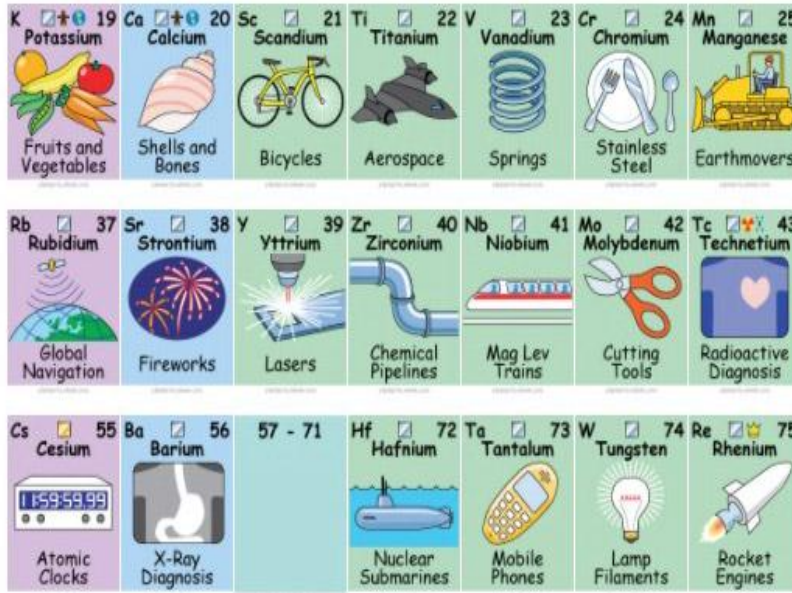 K 19 Ca 20 Sc 21 Ti 22 V 23 Cr 24 Mn 25
Potassium Calcium Scandium Titanium Vanadium Chromium Manganese
Fruits and Vegetables Shells and Bones Bicycles Aerospace Springs Stainless Steel Earthmovers
Rb 37 Sr 38 Y 39 Zr 40 Nb 41 Mo 42 Tc 43
Rubidium Strontium Yttrium Zirconium Niobium Molybdenum Technetium
Global Navigation Fireworks Lasers Chemical Pipelines Mag Lev Trains Cutting Tools Radioactive Diagnosis
Cs 55 Ba 56 57 - 71 Hf 72 Ta 73 W 74 Re 75
Cesium Barium Hafnium Tantalum Tungsten Rhenium
11:59:59.99
Atomic Clocks X-Ray Diagnosis Nuclear Submarines Mobile Phones Lamp Filaments Rocket Engines